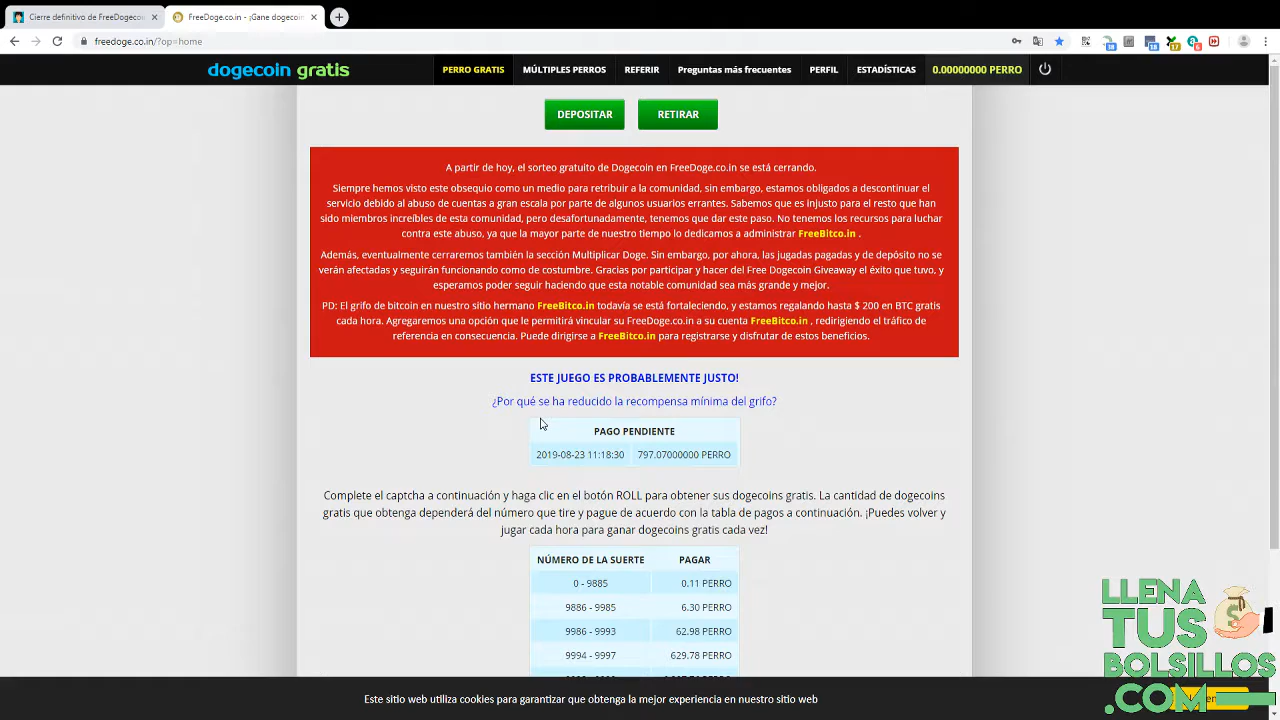 Cierre definitivo de FreeDogecoi
FreeDoge.co.in - ¡Gane dogecoin
freedoge.co.in/?op=home
dogecoin gratis
PERRO GRATIS
MÚLTIPLES PERROS
REFERIR
Preguntas más frecuentes
PERFIL
ESTADÍSTICAS
0.00000000 PERRO
DEPOSITAR
RETIRAR
A partir de hoy, el sorteo gratuito de Dogecoin en FreeDoge.co.in se está cerrando.
Siempre hemos visto este obsequio como un medio para retribuir a la comunidad, sin embargo, estamos obligados a descontinuar el
servicio debido al abuso de cuentas a gran escala por parte de algunos usuarios errantes. Sabemos que es injusto para el resto que han
sido miembros increíbles de esta comunidad, pero desafortunadamente, tenemos que dar este paso. No tenemos los recursos para luchar
contra este abuso, ya que la mayor parte de nuestro tiempo lo dedicamos a administrar FreeBitco.in .
Además, eventualmente cerraremos también la sección Multiplicar Doge. Sin embargo, por ahora, las jugadas pagadas y de depósito no se
verán afectadas y seguirán funcionando como de costumbre. Gracias por participar y hacer del Free Dogecoin Giveaway el éxito que tuvo, y
esperamos poder seguir haciendo que esta notable comunidad sea más grande y mejor.
PD: El grifo de bitcoin en nuestro sitio hermano FreeBitco.in todavía se está fortaleciendo, y estamos regalando hasta $ 200 en BTC gratis
cada hora. Agregaremos una opción que le permitirá vincular su FreeDoge.co.in a su cuenta FreeBitco.in , redirigiendo el tráfico de
referencia en consecuencia. Puede dirigirse a FreeBitco.in para registrarse y disfrutar de estos beneficios.
ESTE JUEGO ES PROBABLEMENTE JUSTO!
¿Por qué se ha reducido la recompensa mínima del grifo?
PAGO PENDIENTE
2019-08-23 11:18:30 797.07000000 PERRO
Complete el captcha a continuación y haga clic en el botón ROLL para obtener sus dogecoins gratis. La cantidad de dogecoins
gratis que obtenga dependerá del número que tire y pague de acuerdo con la tabla de pagos a continuación. ¡Puedes volver y
jugar cada hora para ganar dogecoins gratis cada vez!
NÚMERO DE LA SUERTE PAGAR
0 - 9885 0.11 PERRO
9886 - 9985 6.30 PERRO
9986 - 9993 62.98 PERRO
9994 - 9997 629.78 PERRO
Este sitio web utiliza cookies para garantizar que obtenga la mejor experiencia en nuestro sitio web
LLENA
TUS
BOLSILLOS
.COM